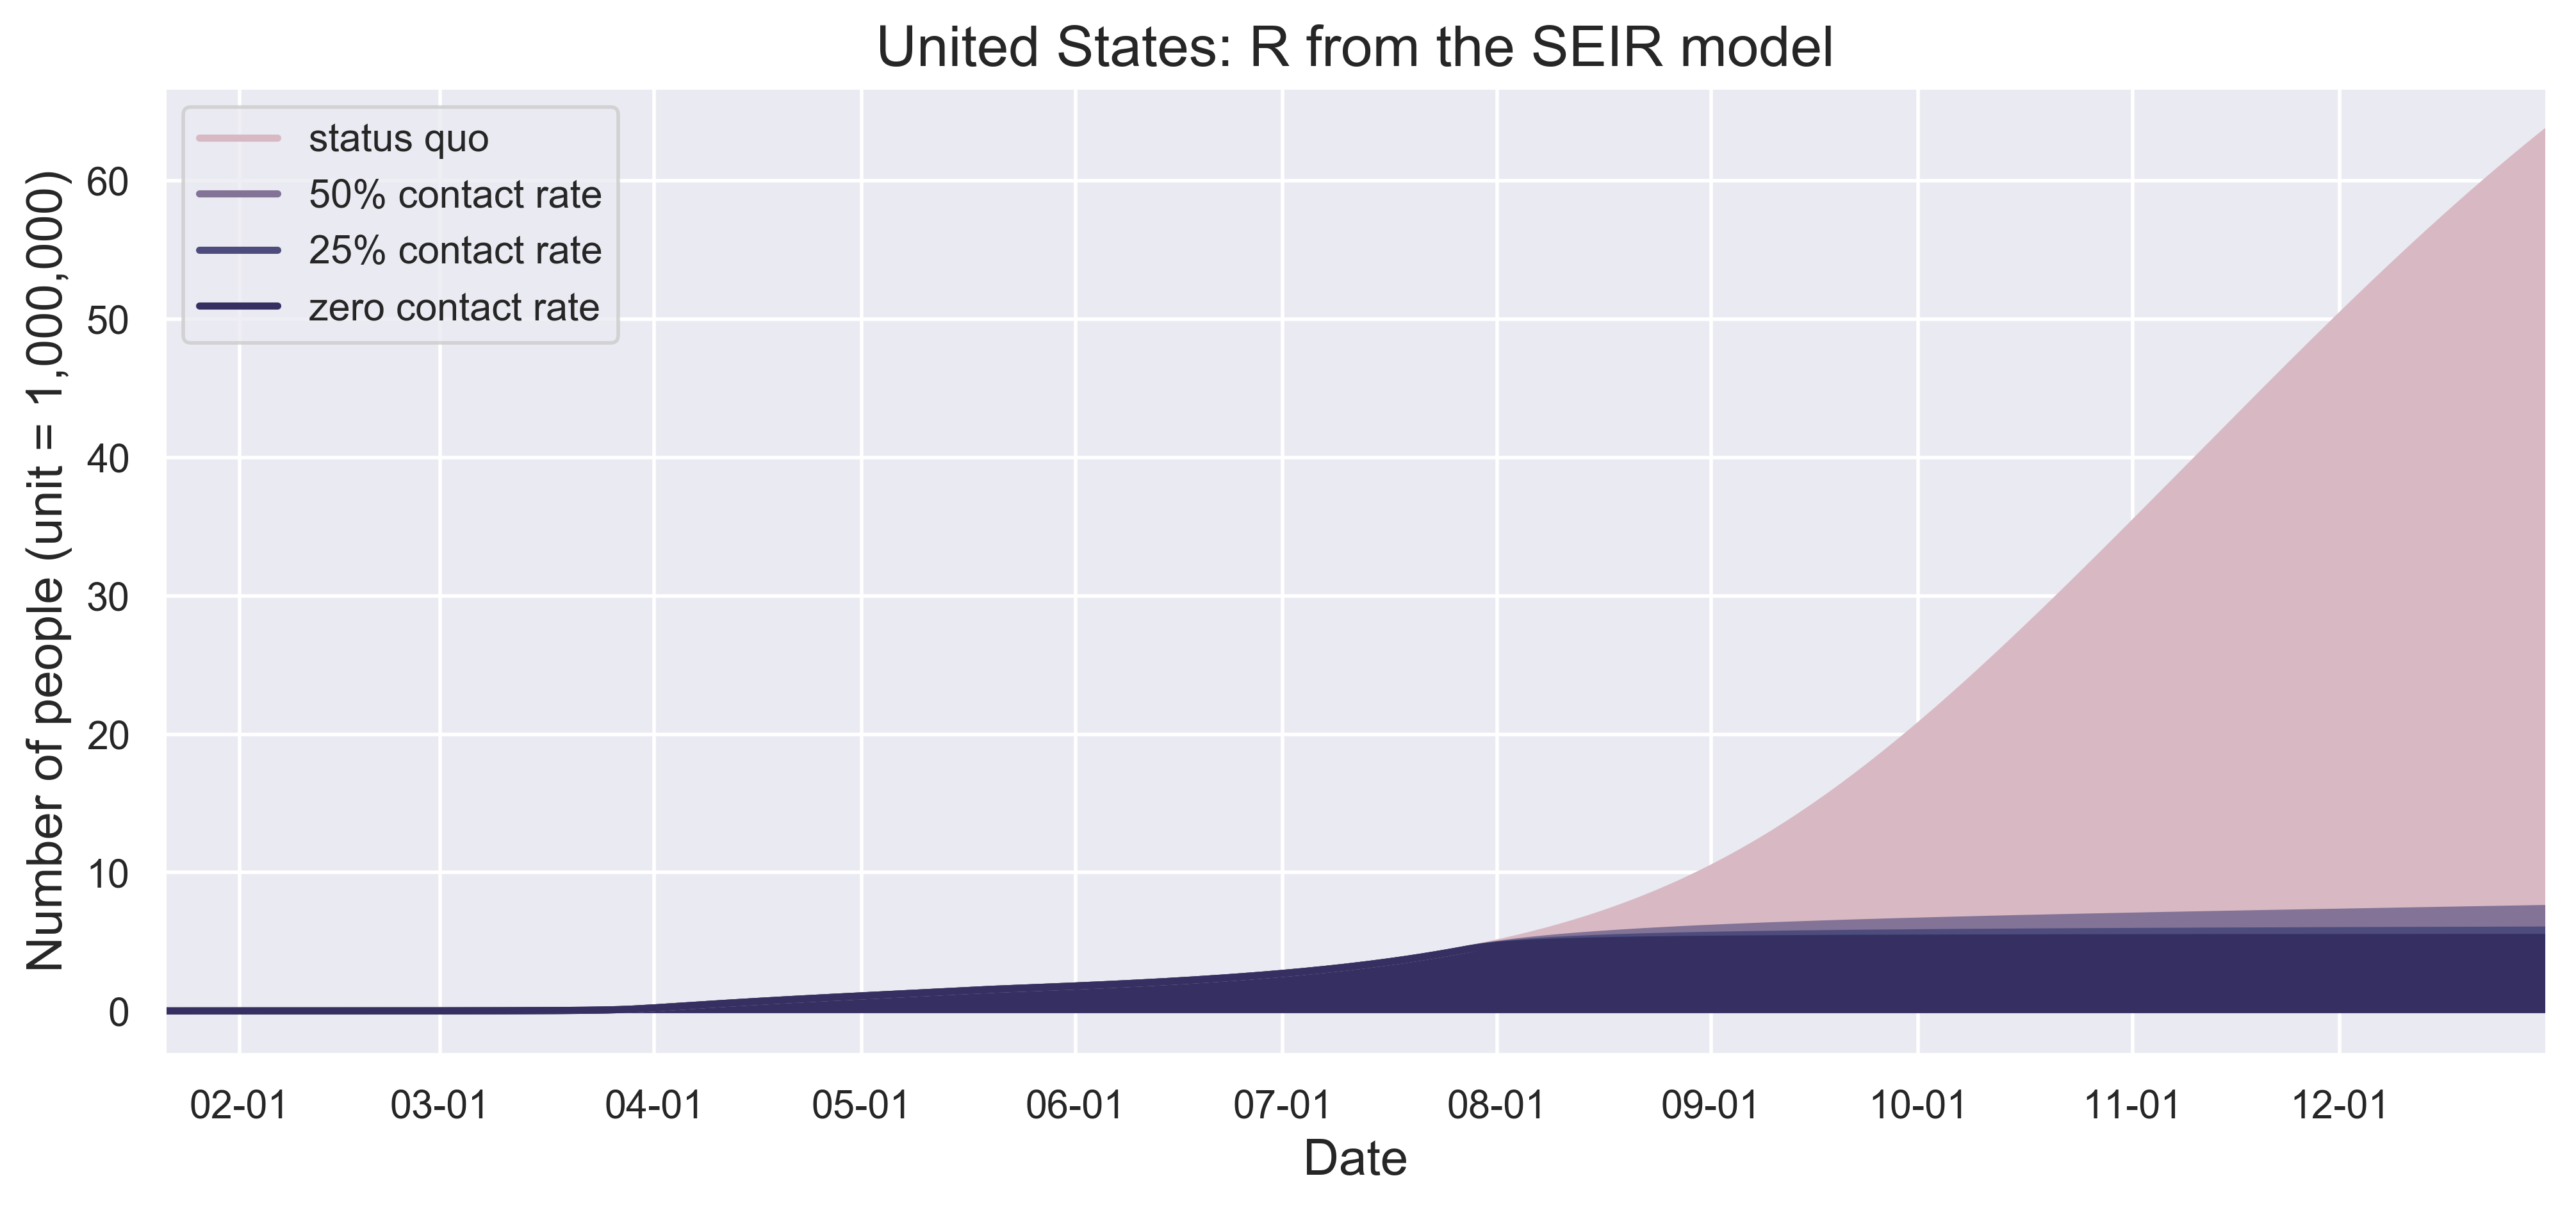 United States: R from the SEIR model
status quo
50% contact rate
25% contact rate
zero contact rate
Number of people (unit = 1,000,000)
60
50
40
30
20
10
0
02-01 03-01 04-01 05-01 06-01 07-01 08-01 09-01 10-01 11-01 12-01
Date